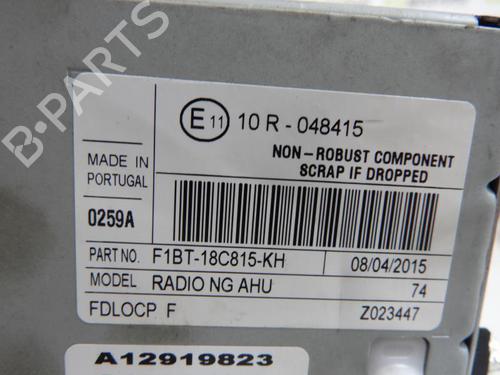 E11 10 R - 048415
NON - ROBUST COMPONENT
SCRAP IF DROPPED
MADE IN
PORTUGAL
0259A
PART NO. F1BT-18C815-KH 08/04/2015
MODEL RADIO NG AHU 74
FDLOCP F Z023447
A12919823
B-PARTS